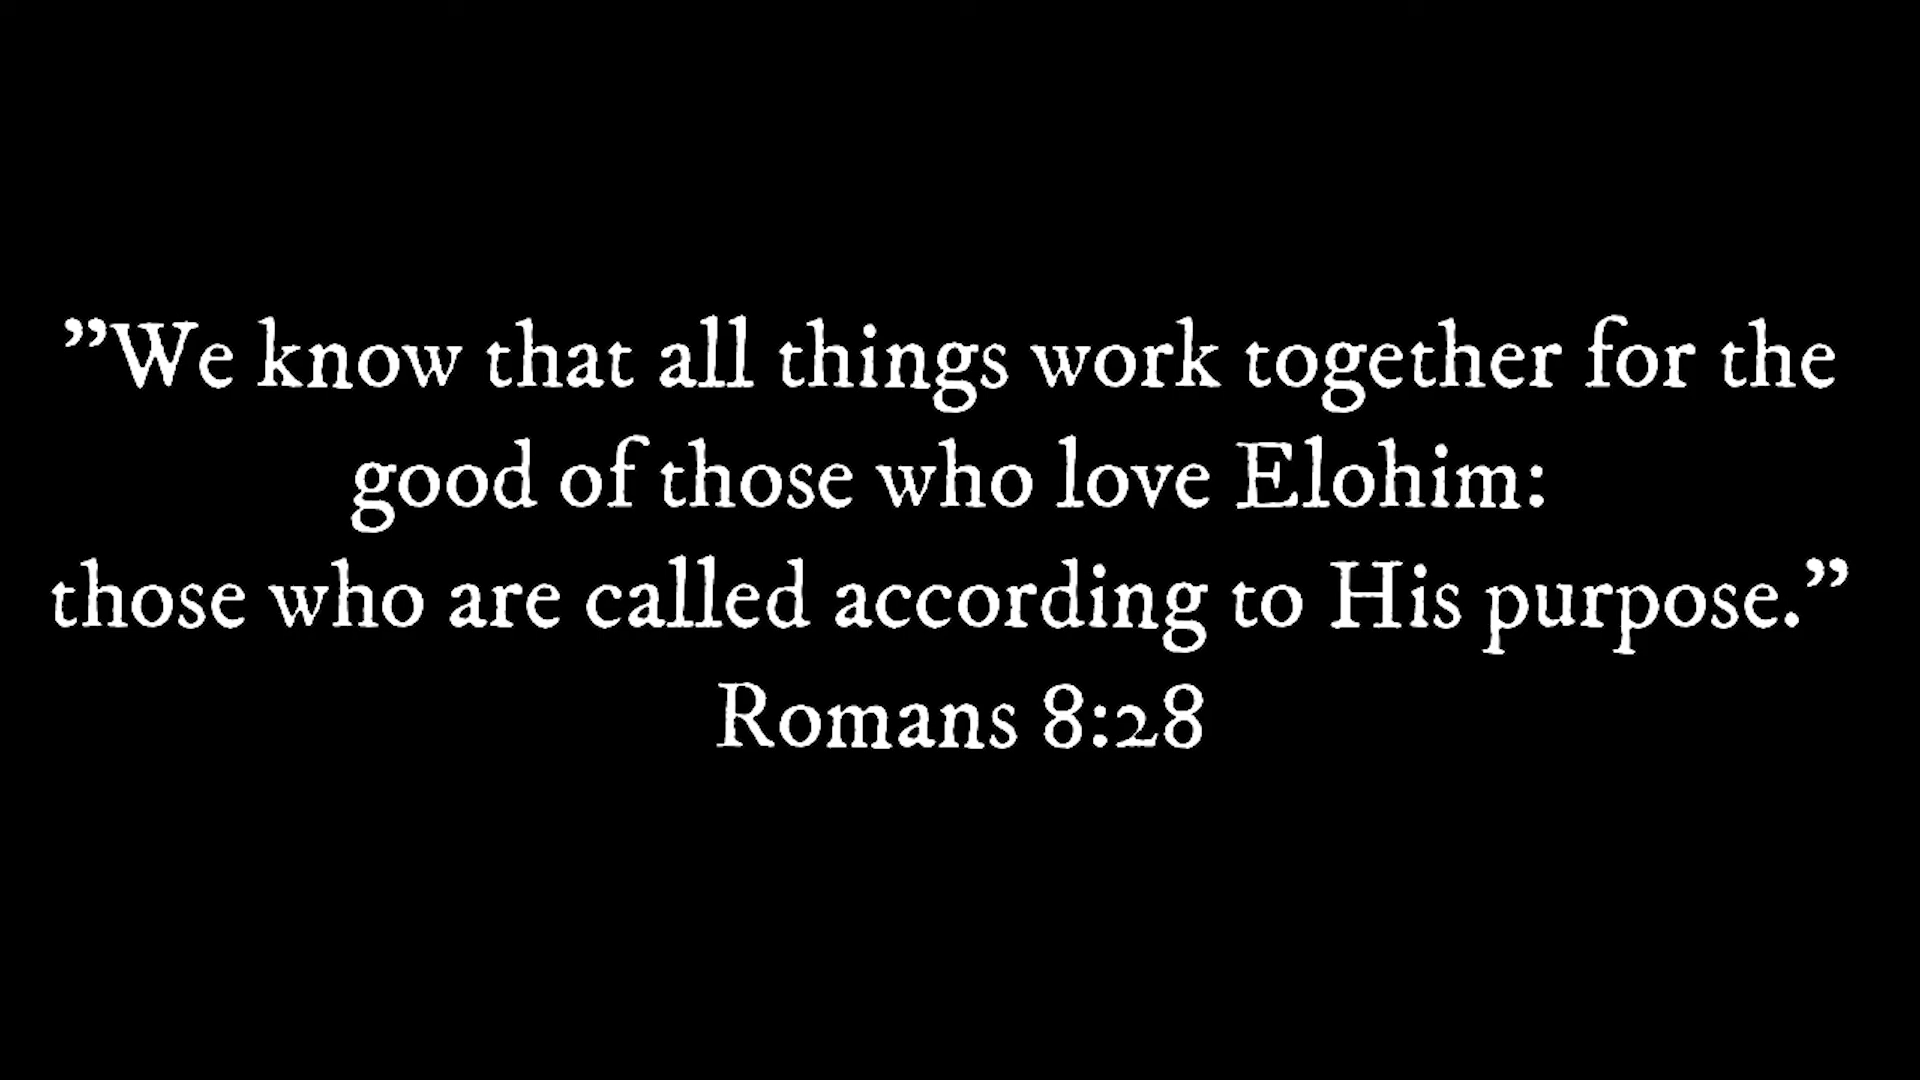 ”We know that all things work together for the
good of those who love Elohim:
those who are called according to His purpose.”
Romans 8:28